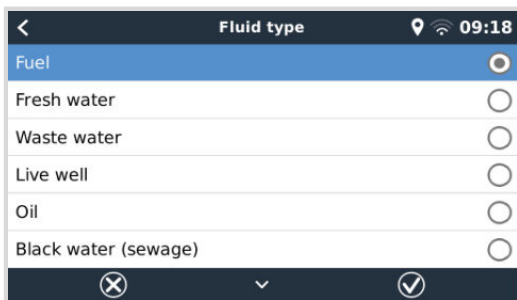 Fluid type 09:18
Fuel
Fresh water
Waste water
Live well
Oil
Black water (sewage)